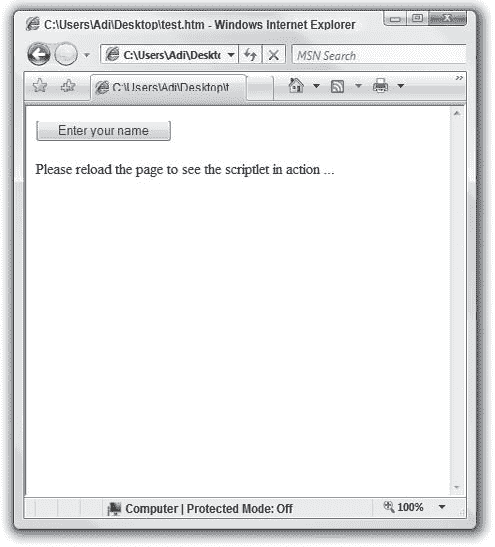 C:\Users\Adi\Desktop\test.htm - Windows Internet Explorer
C:\Users\Adi\Deskto MSN Search
C:\Users\Adi\Desktop\t
Enter your name
Please reload the page to see the scriptlet in action ...
Computer | Protected Mode: Off 100%